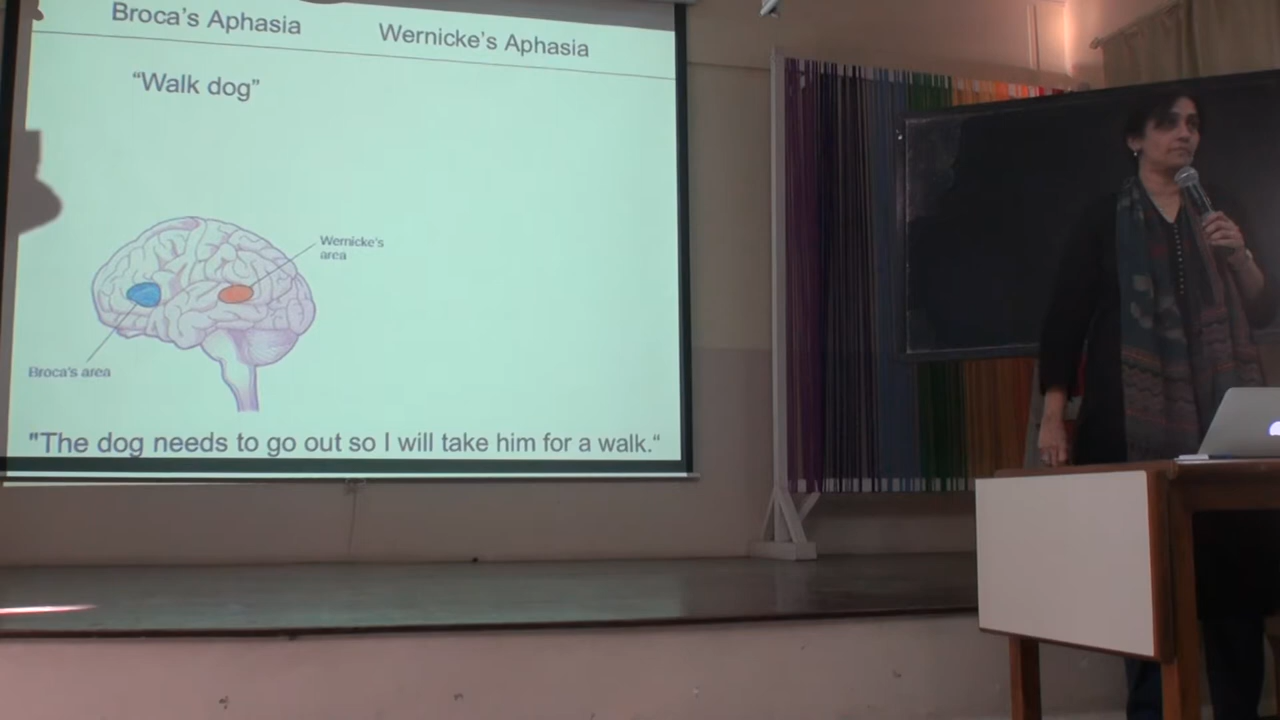 Broca's Aphasia
Wernicke's Aphasia
“Walk dog”
Wernicke's
area
Broca's area
"The dog needs to go out so I will take him for a walk.“